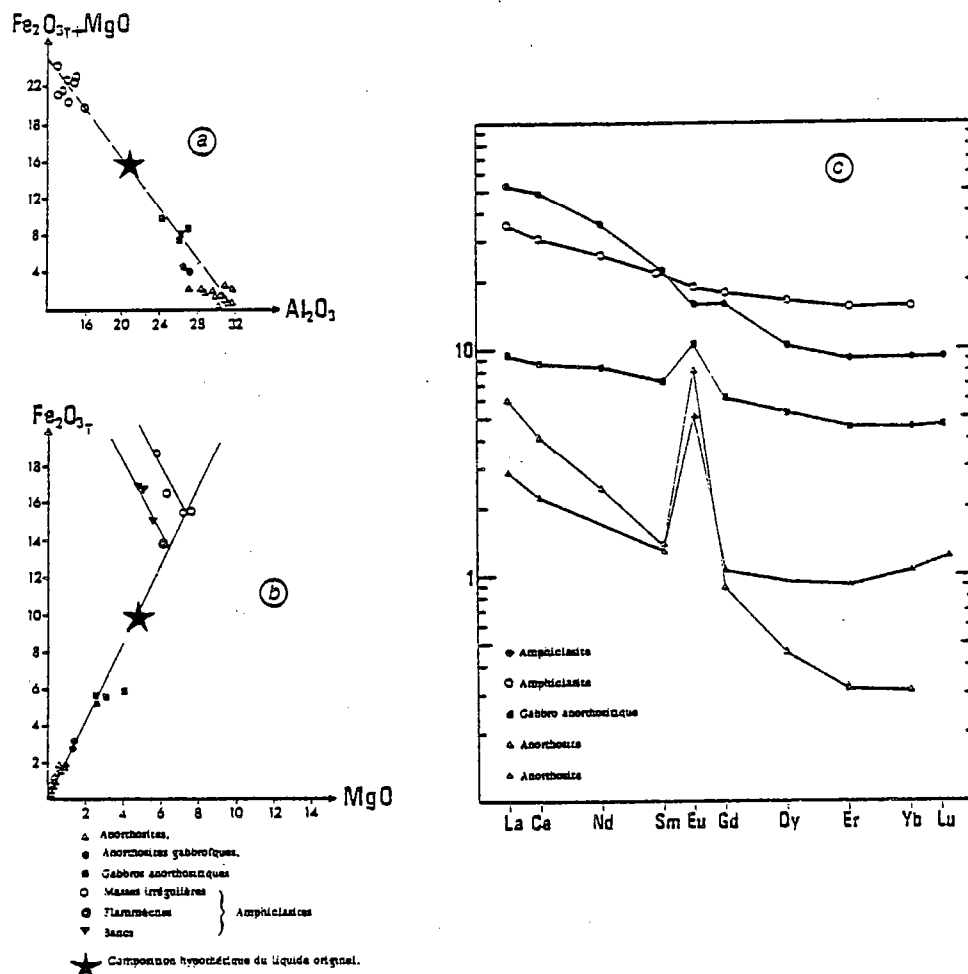 Fe₂O₃T+MgO
22
18
16
12
8
4
16 20 24 28 32
Al₂O₃
a
Fe₂O₃T
18
16
14
12
10
8
6
4
2
2 4 6 8 10 12 14
MgO
b
Anorthosites.
Anorthosites gabbroïques.
Gabbros anorthositiques
Masses irrégulières
Flammèches
Bancs
Amphiclasites
Composition hypothétique du liquide original.
c
10
1
Amphiclasite
Amphiclasite
Gabbro anorthositique
Anorthosite
Anorthosite
La Ce Nd Sm Eu Gd Dy Er Yb Lu